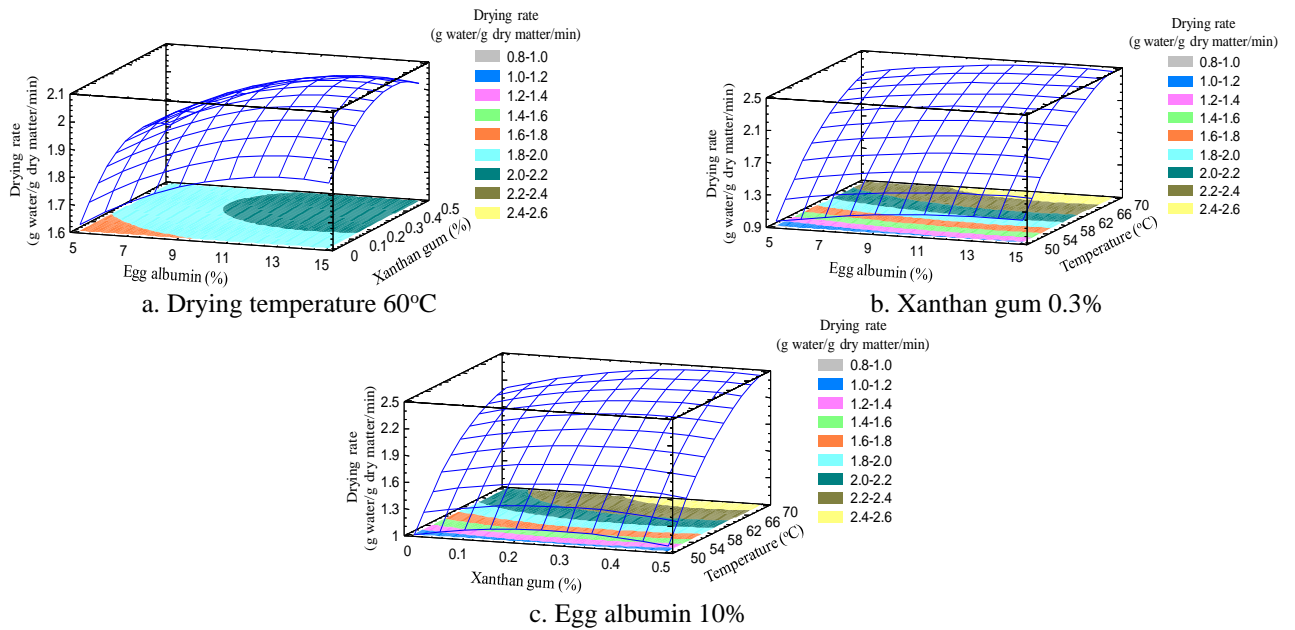 Drying rate
(g water/g dry matter/min)
0.8-1.0
1.0-1.2
1.2-1.4
1.4-1.6
1.6-1.8
1.8-2.0
2.0-2.2
2.2-2.4
2.4-2.6
2.1
2
1.9
1.8
1.7
1.6
Drying rate
(g water/g dry matter/min)
5 7 9 11 13 15
Egg albumin (%)
0 0.1 0.2 0.3 0.4 0.5
Xanthan gum (%)
a. Drying temperature 60°C
Drying rate
(g water/g dry matter/min)
0.8-1.0
1.0-1.2
1.2-1.4
1.4-1.6
1.6-1.8
1.8-2.0
2.0-2.2
2.2-2.4
2.4-2.6
2.5
2.1
1.7
1.3
0.9
Drying rate
(g water/g dry matter/min)
5 7 9 11 13 15
Egg albumin (%)
50 54 58 62 66 70
Temperature (°C)
b. Xanthan gum 0.3%
Drying rate
(g water/g dry matter/min)
0.8-1.0
1.0-1.2
1.2-1.4
1.4-1.6
1.6-1.8
1.8-2.0
2.0-2.2
2.2-2.4
2.4-2.6
2.5
2.2
1.9
1.6
1.3
1
Drying rate
(g water/g dry matter/min)
0 0.1 0.2 0.3 0.4 0.5
Xanthan gum (%)
50 54 58 62 66 70
Temperature (°C)
c. Egg albumin 10%